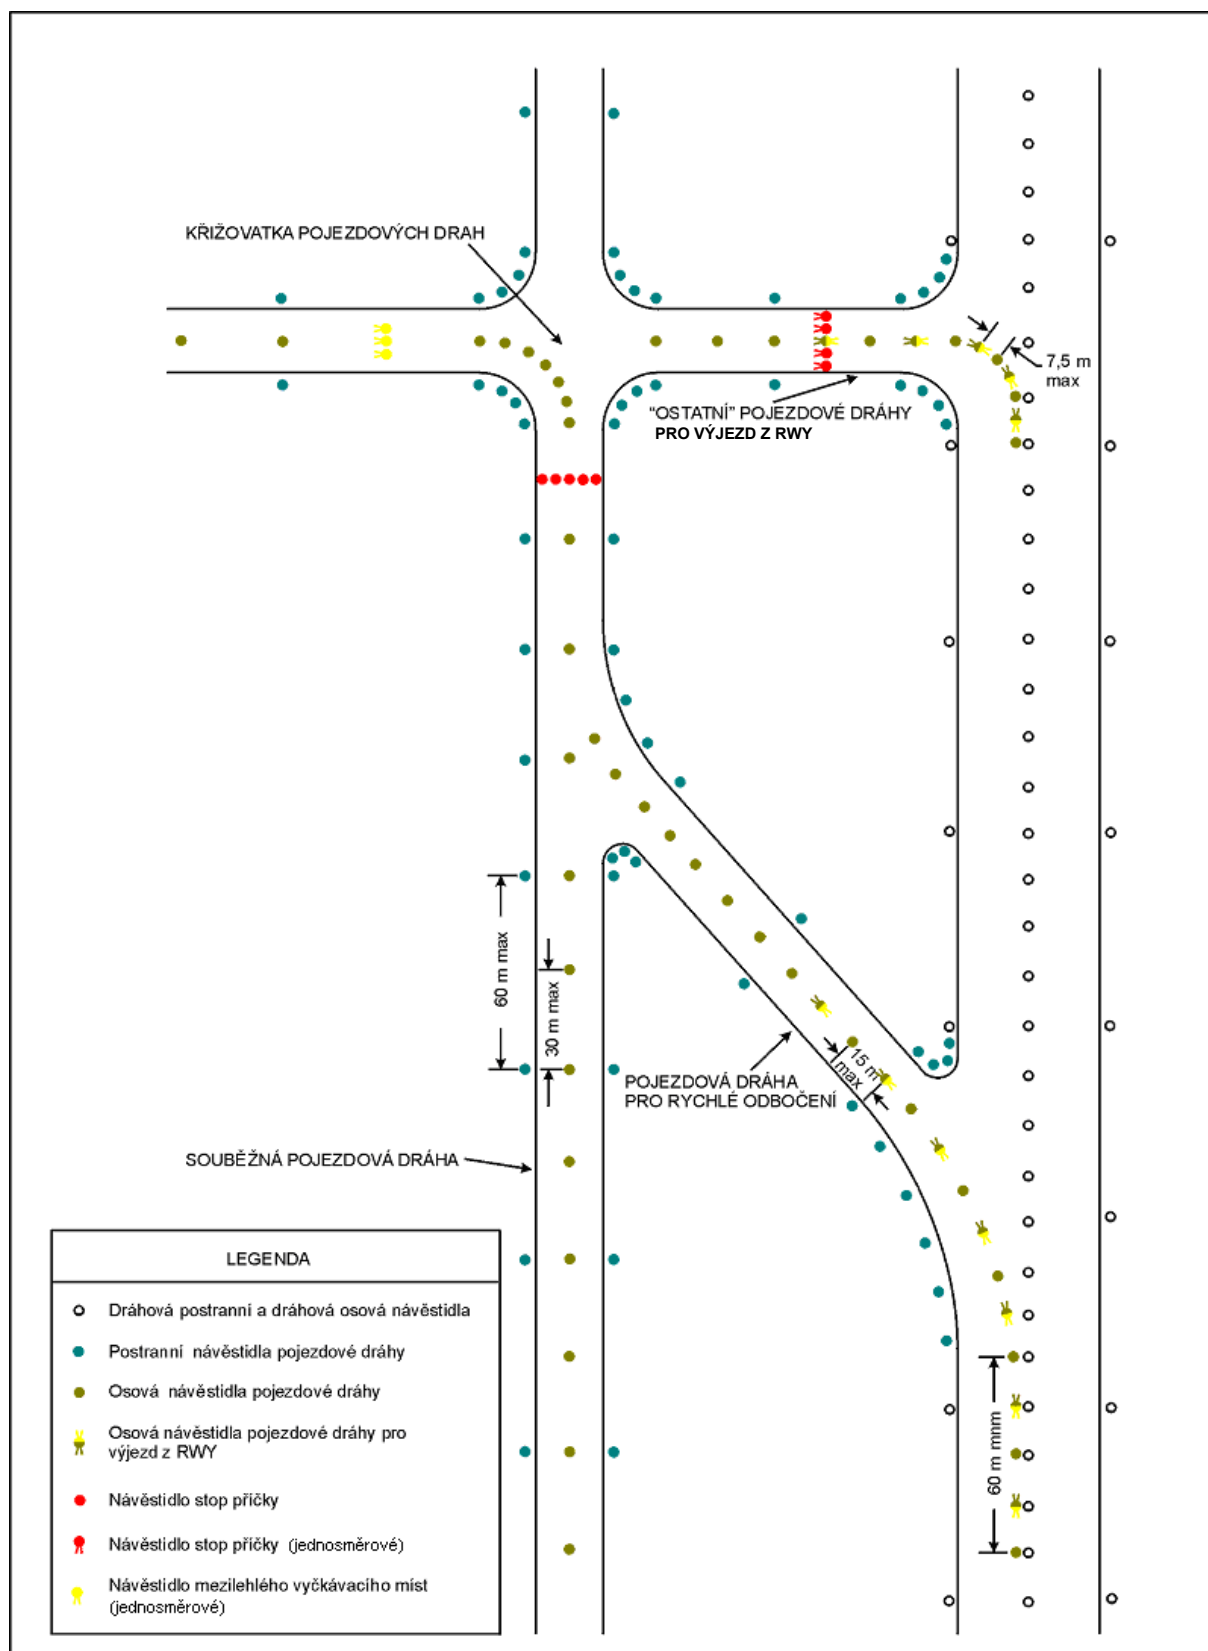 KŘIŽOVATKA POJEZDOVÝCH DRAH
7,5 m
max
“OSTATNÍ” POJEZDOVÉ DRÁHY
PRO VÝJEZD Z RWY
60 m max
30 m max
15 m
max
POJEZDOVÁ DRÁHA
PRO RYCHLÉ ODBOČENÍ
SOUBĚŽNÁ POJEZDOVÁ DRÁHA
60 m mnm
LEGENDA
Dráhová postranní a dráhová osová návěstidla
Postranní návěstidla pojezdové dráhy
Osová návěstidla pojezdové dráhy
Osová návěstidla pojezdové dráhy pro
výjezd z RWY
Návěstidlo stop příčky
Návěstidlo stop příčky (jednosměrové)
Návěstidlo mezilehlého vyčkávacího míst
(jednosměrové)